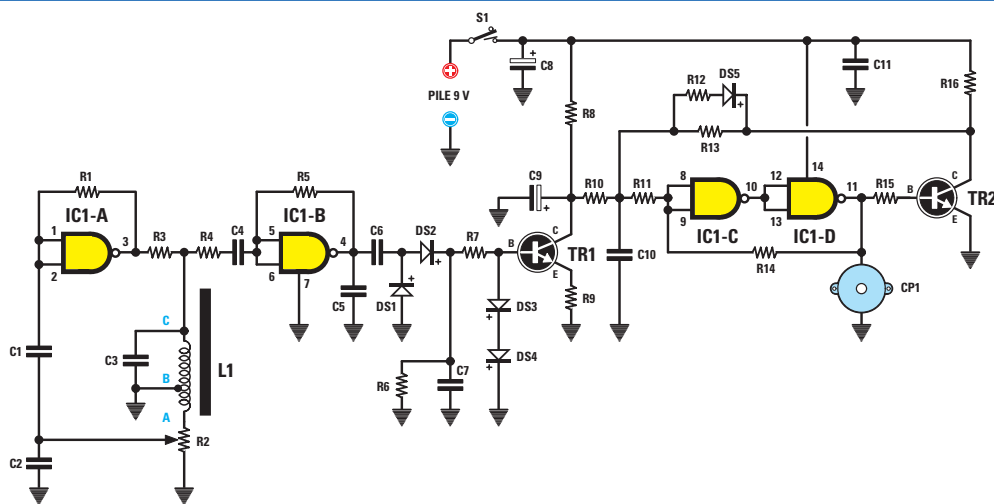 S1
C8
C11
PILE 9 V
R8
R12
DS5
R13
R16
R1
IC1-A
1
2
3
R3
R4
C4
R5
IC1-B
5
6
4
7
C5
C6
DS2
DS1
R7
C9
B
C
E
TR1
R9
R10
R11
C10
8
9
10
IC1-C
12
13
14
11
IC1-D
R14
R15
B
C
E
TR2
CP1
C1
C2
C3
C
B
A
L1
R2
R6
C7
DS3
DS4